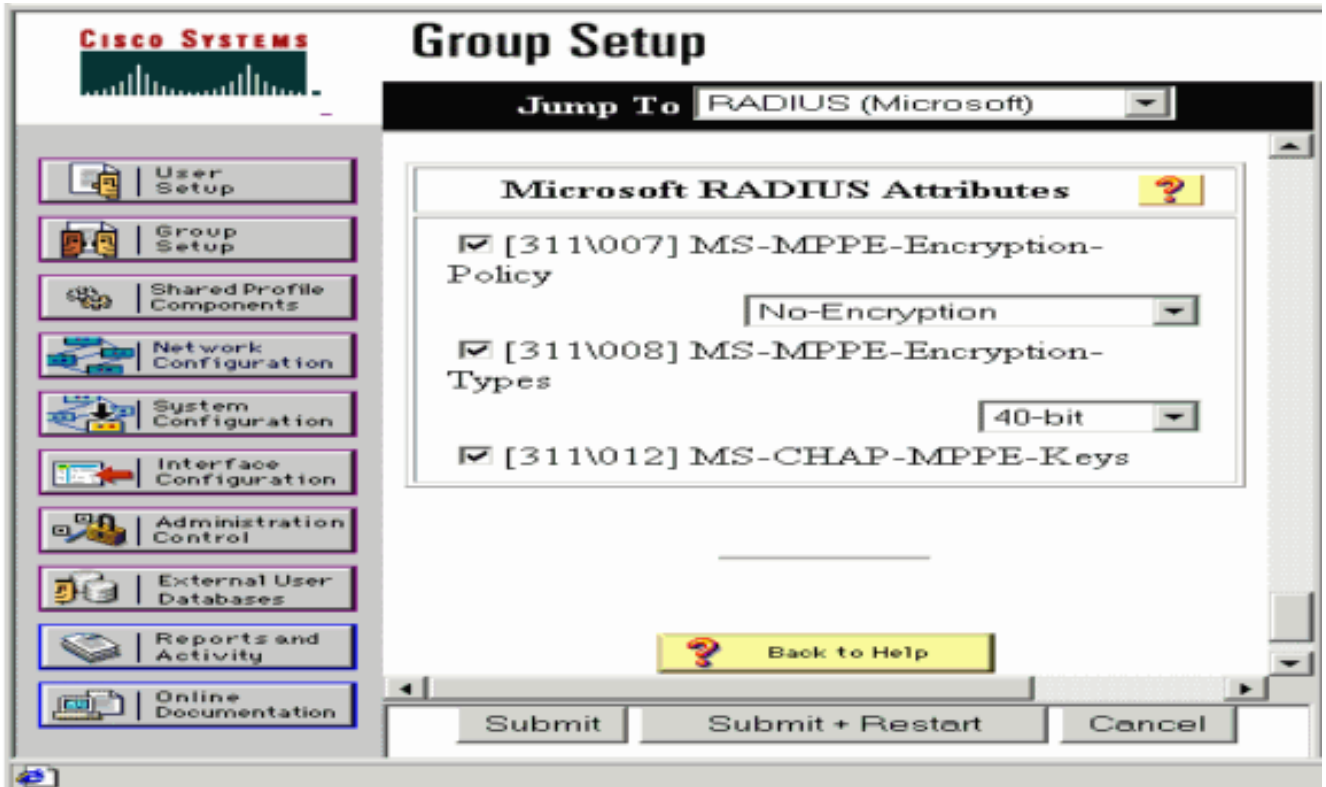 CISCO SYSTEMS
Group Setup
Jump To RADIUS (Microsoft)
User
Setup
Group
Setup
Shared Profile
Components
Network
Configuration
System
Configuration
Interface
Configuration
Administration
Control
External User
Databases
Reports and
Activity
Online
Documentation
Microsoft RADIUS Attributes ?
[311\007] MS-MPPE-Encryption-
Policy
No-Encryption
[311\008] MS-MPPE-Encryption-
Types
40-bit
[311\012] MS-CHAP-MPPE-Keys
? Back to Help
Submit Submit + Restart Cancel